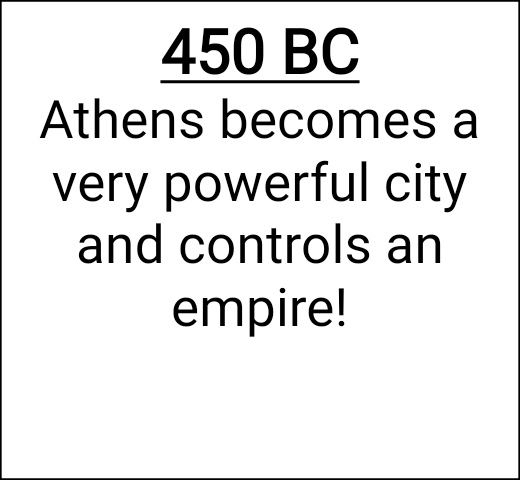 450 BC
Athens becomes a
very powerful city
and controls an
empire!